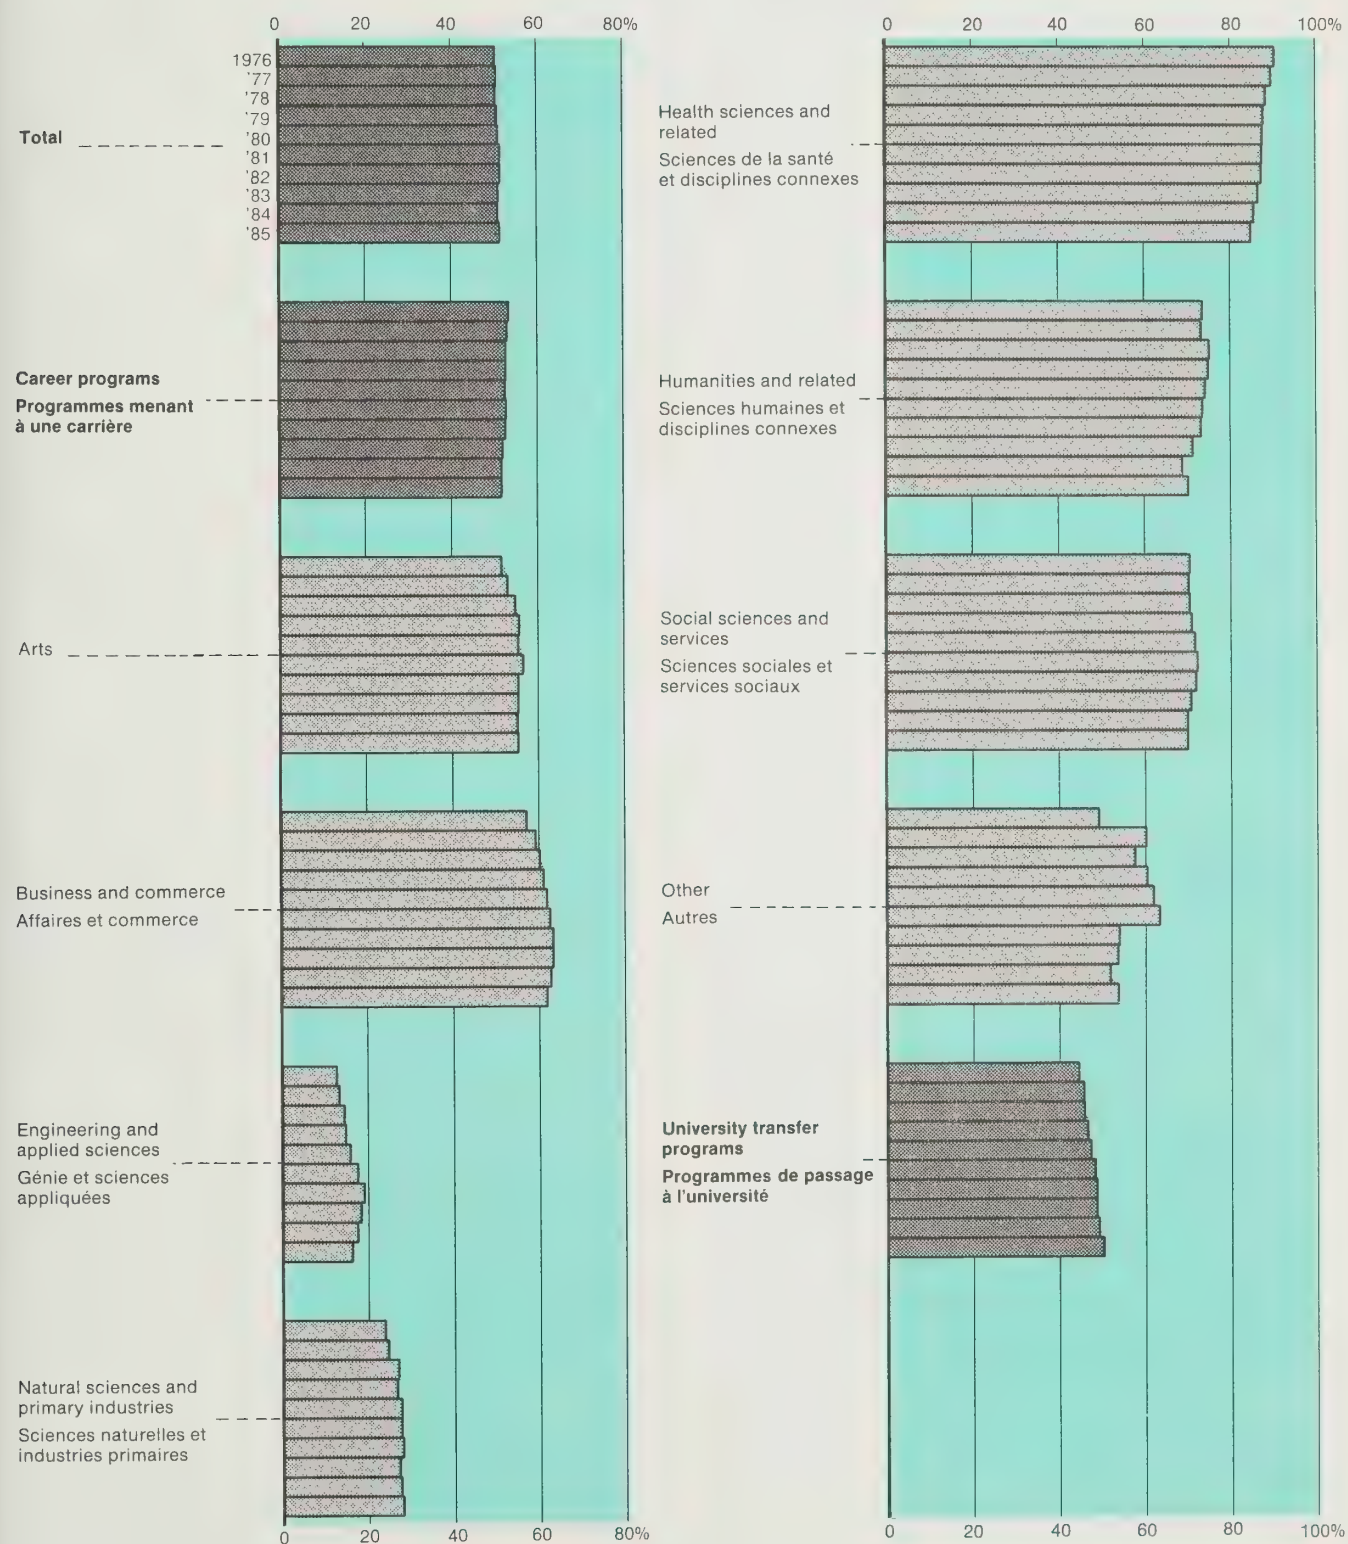 0 20 40 60 80%
1976
'77
'78
'79
'80
'81
'82
'83
'84
'85
Total
Career programs
Programmes menant
à une carrière
Arts
Business and commerce
Affaires et commerce
Engineering and
applied sciences
Génie et sciences
appliquées
Natural sciences and
primary industries
Sciences naturelles et
industries primaires
0 20 40 60 80%
0 20 40 60 80 100%
Health sciences and
related
Sciences de la santé
et disciplines connexes
Humanities and related
Sciences humaines et
disciplines connexes
Social sciences and
services
Sciences sociales et
services sociaux
Other
Autres
University transfer
programs
Programmes de passage
à l'université
0 20 40 60 80 100%